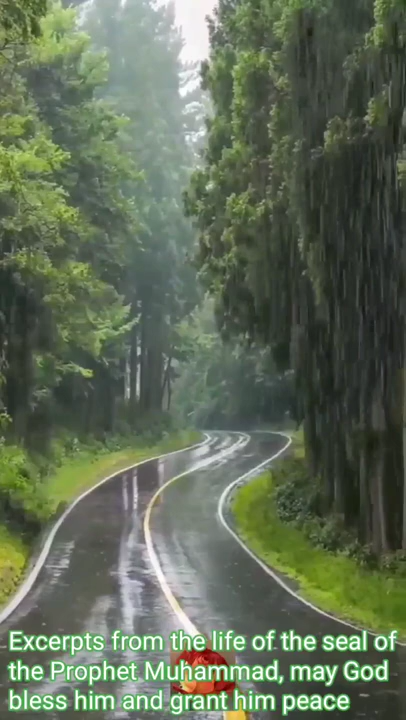 Excerpts from the life of the seal of
the Prophet Muhammad, may God
bless him and grant him peace